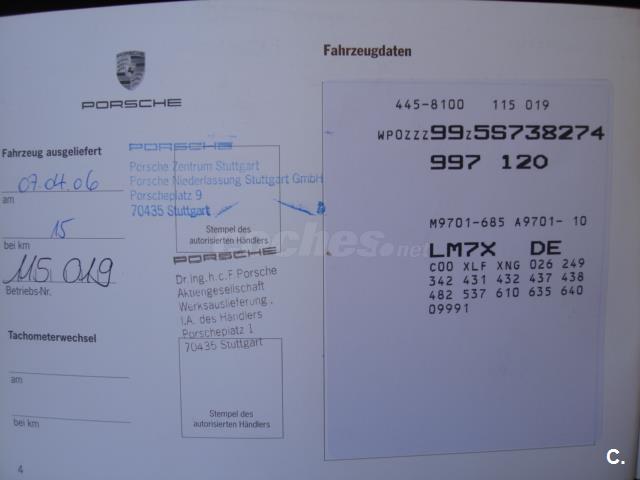 PORSCHE
Fahrzeug ausgeliefert
07.04.06
am
15
bei km
115 019
Betriebs-Nr.
Tachometerwechsel
am
bei km
4
PORSCHE
Porsche Zentrum Stuttgart
Porsche Niederlassung Stuttgart GmbH
Porscheplatz 9
70435 Stuttgart
Stempel des
autorisierten Händlers
PORSCHE
Dr.ing.h.c.F.Porsche
Aktiengesellschaft
Werksauslieferung,
I.A. des Händlers
Porscheplatz 1
70435 Stuttgart
Stempel des
autorisierten Händlers
Fahrzeugdaten
445-8100 115 019
WP0ZZZ99Z5S738274
997 120
M9701-685 A9701- 10
LM7X DE
C00 XLF XNG 026 249
342 431 432 437 438
482 537 610 635 640
09991
coches.net
C.